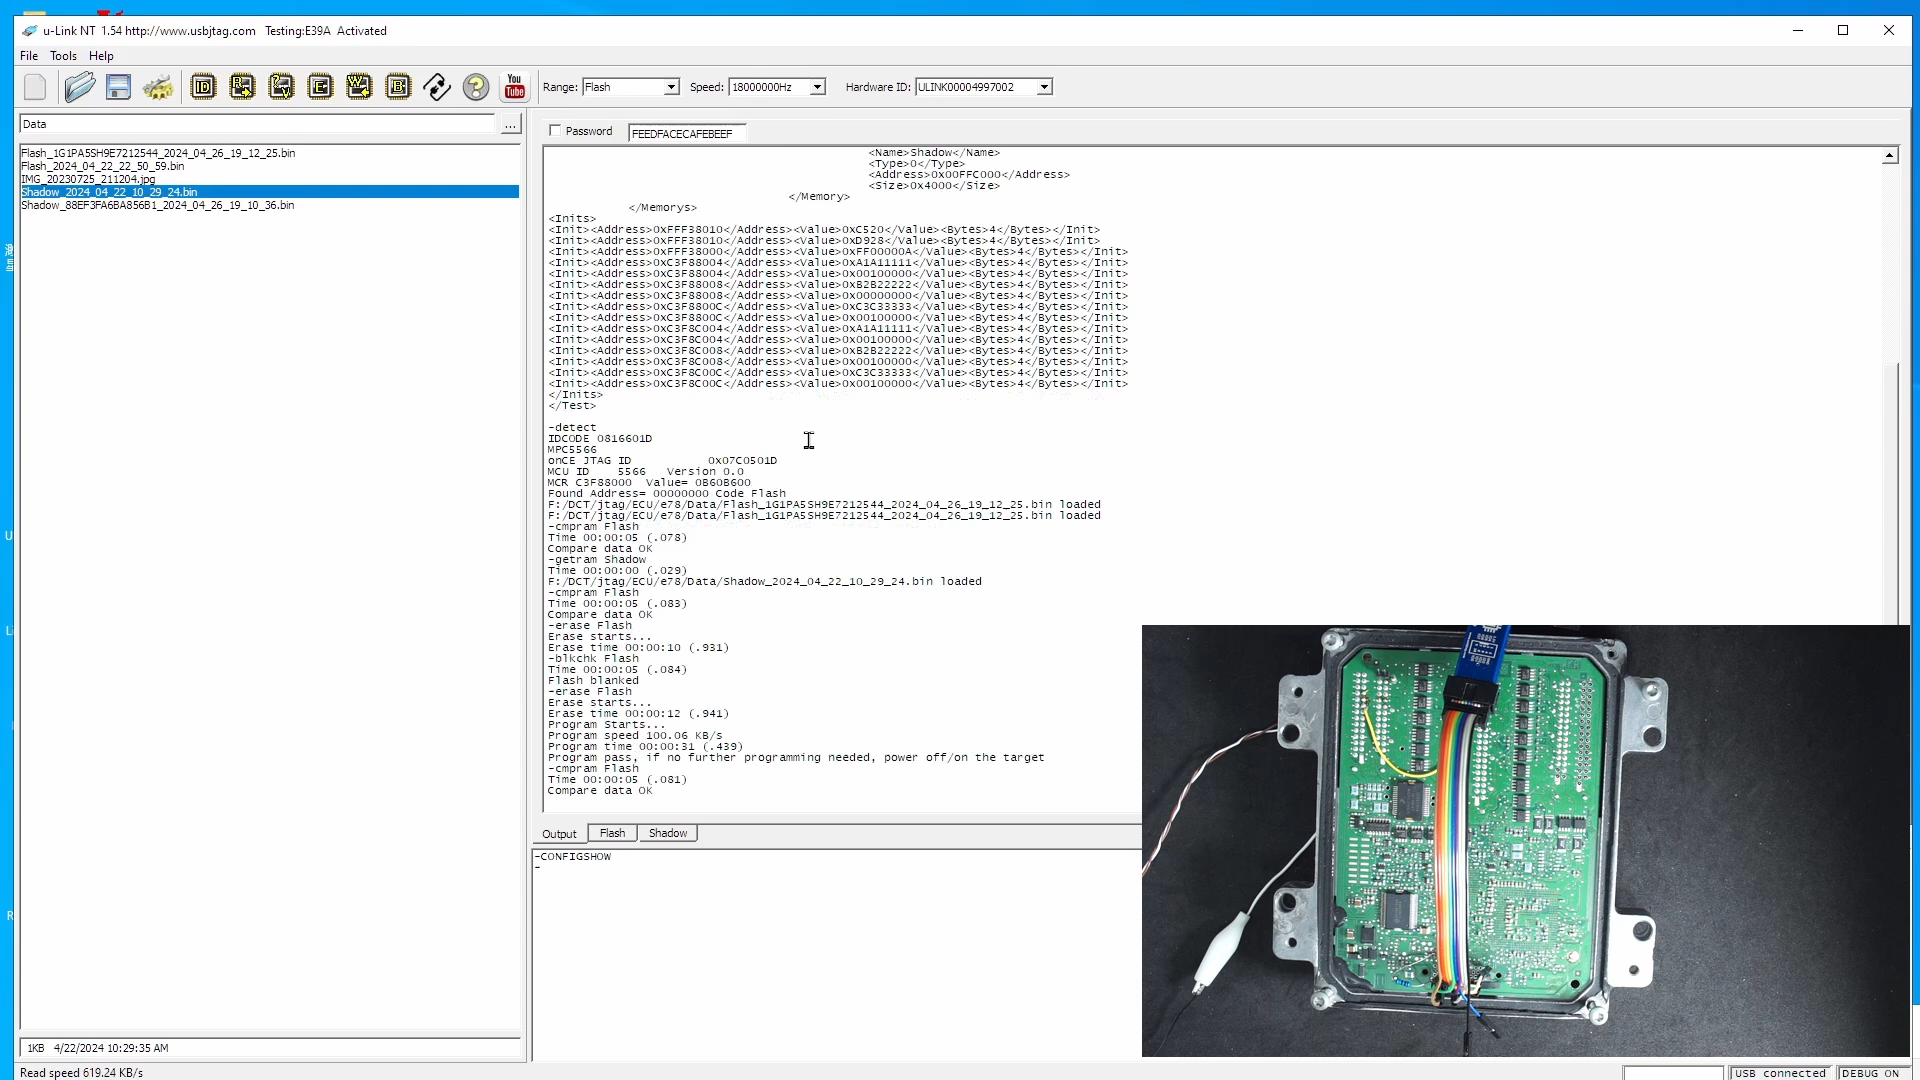 u-Link NT 1.54 http://www.usbjtag.com Testing:E39A Activated
File Tools Help
ID
R
V
E
W
B
You Tube
Range: Flash Speed: 18000000Hz Hardware ID: ULINK00004997002
Data ...
Flash_1G1PA5SH9E7212544_2024_04_26_19_12_25.bin
Flash_2024_04_22_22_50_59.bin
IMG_20230725_211204.jpg
Shadow_2024_04_22_10_29_24.bin
Shadow_88EF3FA6BA856B1_2024_04_26_19_10_36.bin
Password FEEDFACECAFEBEEF
<Name>Shadow</Name>
<Type>0</Type>
<Address>0x00FFC000</Address>
<Size>0x4000</Size>
</Memory>
</Memorys>
<Inits>
<Init><Address>0xFFF38010</Address><Value>0xC520</Value><Bytes>4</Bytes></Init>
<Init><Address>0xFFF38010</Address><Value>0xD928</Value><Bytes>4</Bytes></Init>
<Init><Address>0xFFF38000</Address><Value>0xFF00000A</Value><Bytes>4</Bytes></Init>
<Init><Address>0xC3F88004</Address><Value>0xA1A11111</Value><Bytes>4</Bytes></Init>
<Init><Address>0xC3F88004</Address><Value>0x00100000</Value><Bytes>4</Bytes></Init>
<Init><Address>0xC3F88008</Address><Value>0xB2B22222</Value><Bytes>4</Bytes></Init>
<Init><Address>0xC3F88008</Address><Value>0x00000000</Value><Bytes>4</Bytes></Init>
<Init><Address>0xC3F8800C</Address><Value>0xC3C33333</Value><Bytes>4</Bytes></Init>
<Init><Address>0xC3F8800C</Address><Value>0x00100000</Value><Bytes>4</Bytes></Init>
<Init><Address>0xC3F8C004</Address><Value>0xA1A11111</Value><Bytes>4</Bytes></Init>
<Init><Address>0xC3F8C004</Address><Value>0x00100000</Value><Bytes>4</Bytes></Init>
<Init><Address>0xC3F8C008</Address><Value>0xB2B22222</Value><Bytes>4</Bytes></Init>
<Init><Address>0xC3F8C008</Address><Value>0x00100000</Value><Bytes>4</Bytes></Init>
<Init><Address>0xC3F8C00C</Address><Value>0xC3C33333</Value><Bytes>4</Bytes></Init>
<Init><Address>0xC3F8C00C</Address><Value>0x00100000</Value><Bytes>4</Bytes></Init>
</Inits>
</Test>
-detect
IDCODE 0816601D
MPC5566
onCE JTAG ID 0x07C0501D
MCU ID 5566 Version 0.0
MCR C3F88000 Value= 0B60B600
Found Address= 00000000 Code Flash
F:/DCT/jtag/ECU/e78/Data/Flash_1G1PA5SH9E7212544_2024_04_26_19_12_25.bin loaded
F:/DCT/jtag/ECU/e78/Data/Flash_1G1PA5SH9E7212544_2024_04_26_19_12_25.bin loaded
-cmpram Flash
Time 00:00:05 (.078)
Compare data OK
-getram Shadow
Time 00:00:00 (.029)
F:/DCT/jtag/ECU/e78/Data/Shadow_2024_04_22_10_29_24.bin loaded
-cmpram Flash
Time 00:00:05 (.083)
Compare data OK
-erase Flash
Erase starts...
Erase time 00:00:10 (.931)
-blkchk Flash
Time 00:00:05 (.084)
Flash blanked
-erase Flash
Erase starts...
Erase time 00:00:12 (.941)
Program Starts...
Program speed 100.06 KB/s
Program time 00:00:31 (.439)
Program pass, if no further programming needed, power off/on the target
-cmpram Flash
Time 00:00:05 (.081)
Compare data OK
Output Flash Shadow
-CONFIGSHOW
-
1KB 4/22/2024 10:29:35 AM
Read speed 619.24 KB/s
USB connected DEBUG ON